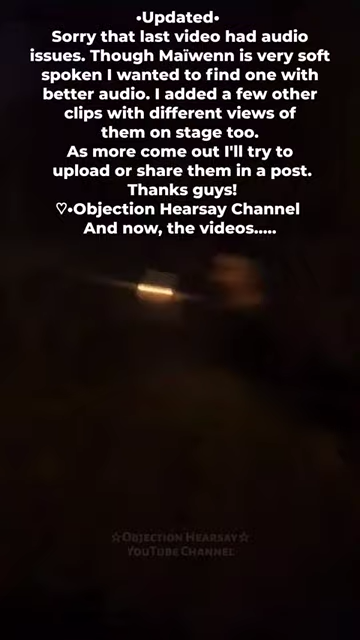 •Updated•
Sorry that last video had audio
issues. Though Maïwenn is very soft
spoken I wanted to find one with
better audio. I added a few other
clips with different views of
them on stage too.
As more come out I'll try to
upload or share them in a post.
Thanks guys!
♡•Objection Hearsay Channel
And now, the videos.....
☆Objection Hearsay☆
YouTube Channel